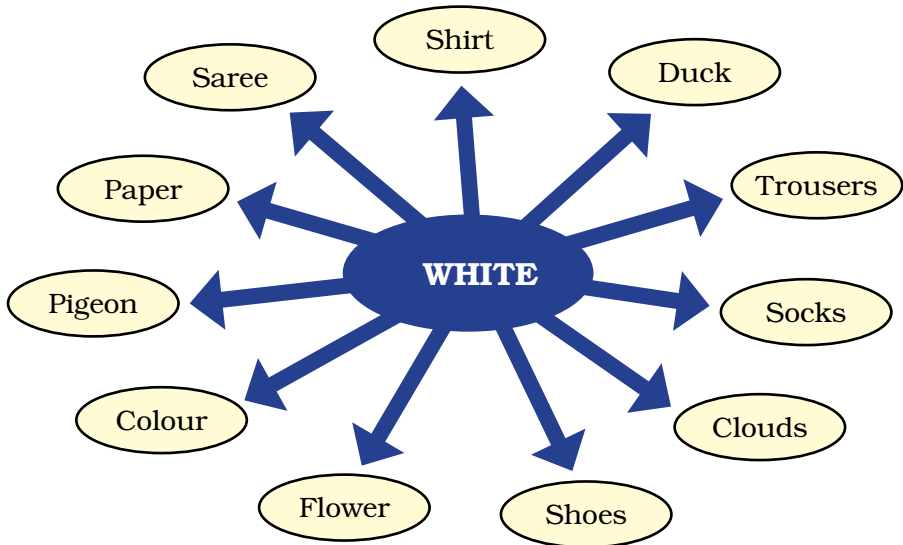 Shirt
Saree
Duck
Paper
Trousers
WHITE
Pigeon
Socks
Colour
Clouds
Flower
Shoes